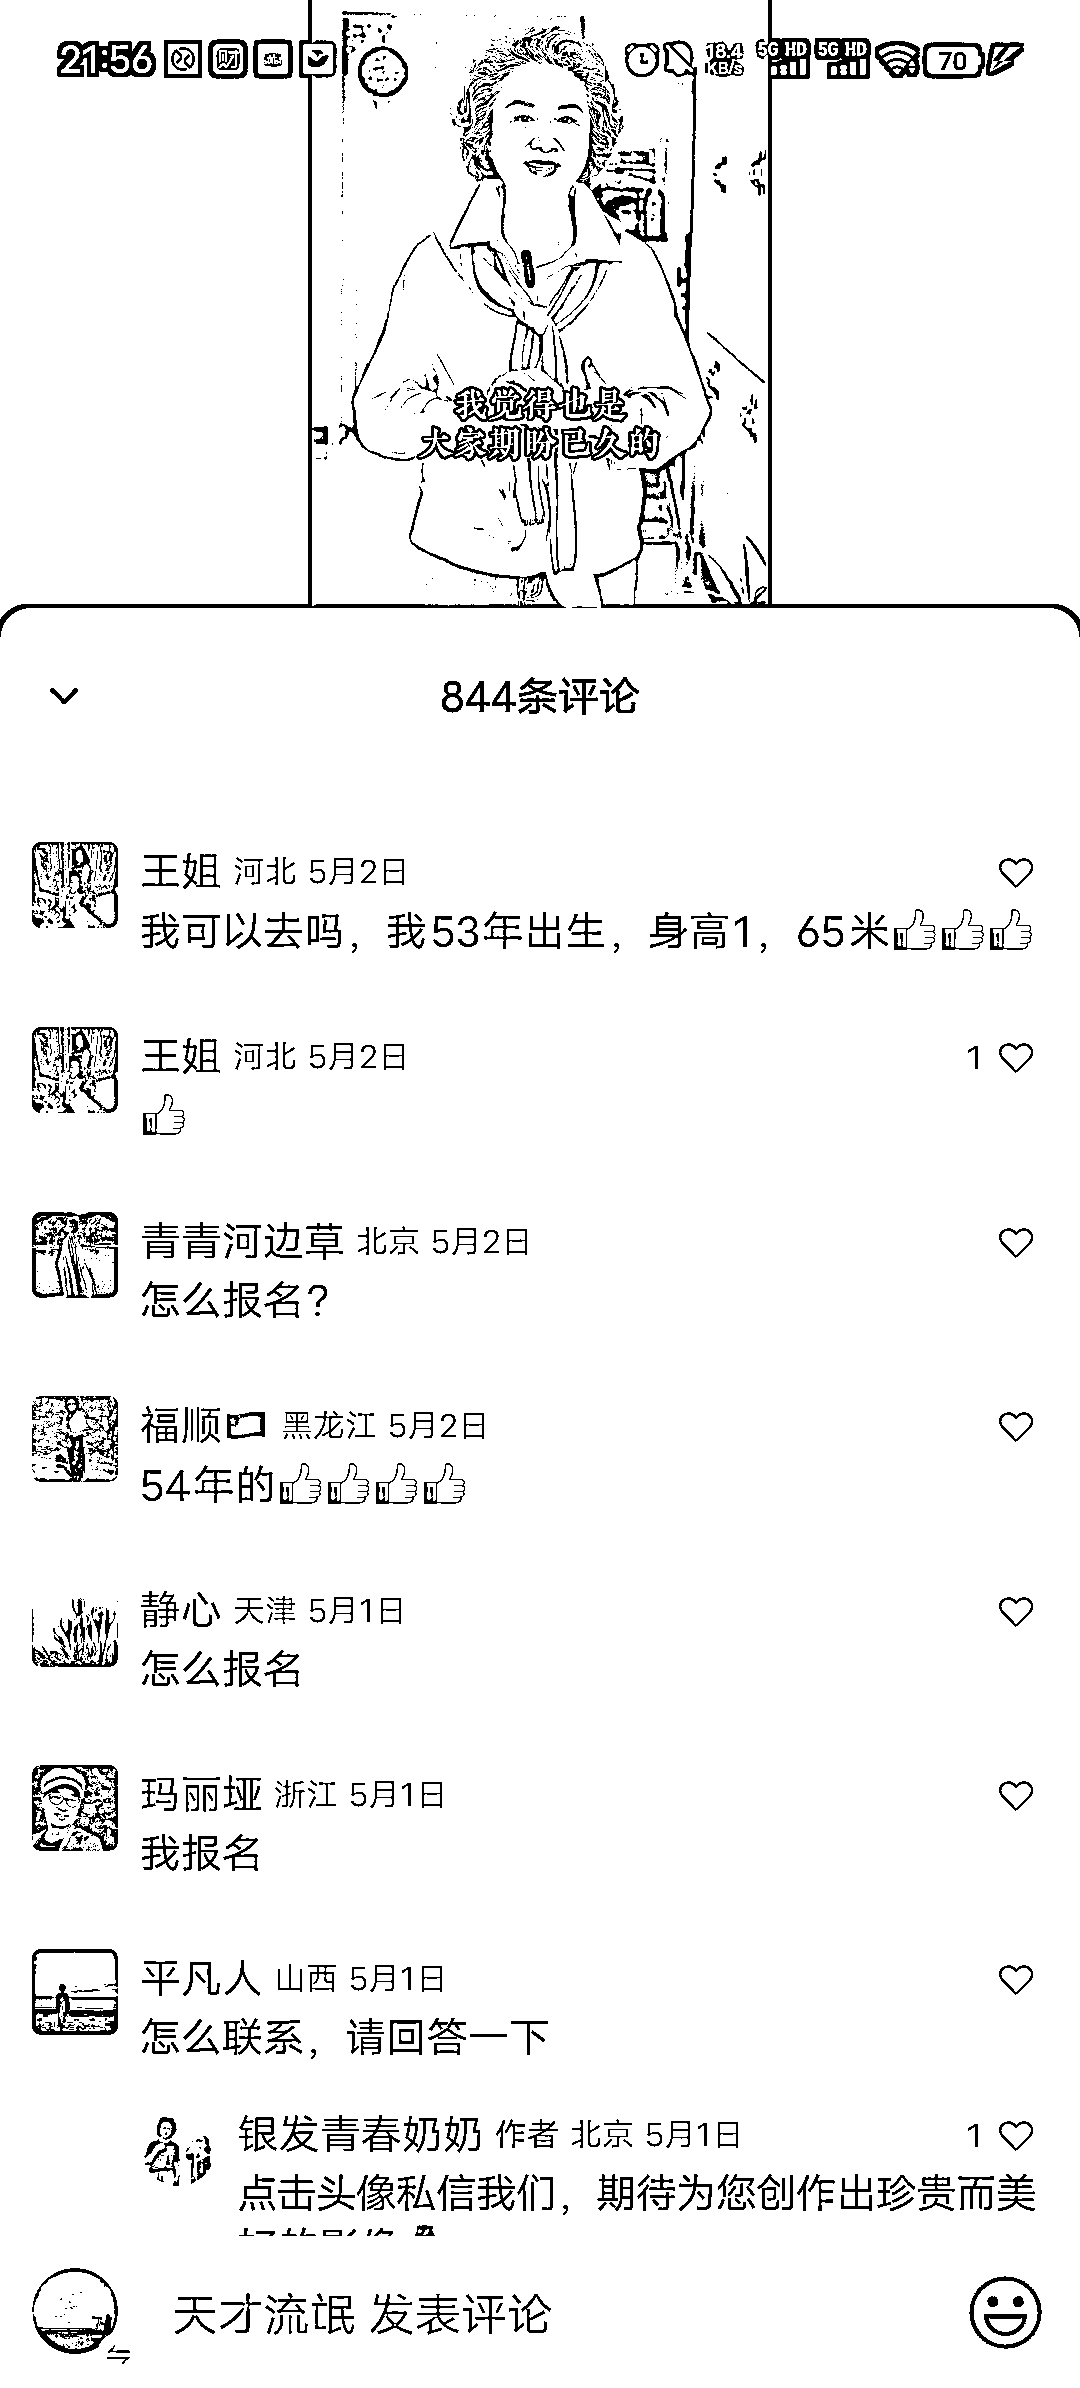 21:56 18.4 KB/s 5G HD 5G HD 70
我觉得也是
大家期盼已久的
844条评论
王姐 河北 5月2日
我可以去吗，我53年出生，身高1，65米👍👍👍
王姐 河北 5月2日 1
👍
青青河边草 北京 5月2日
怎么报名？
福顺 黑龙江 5月2日
54年的👍👍👍👍
静心 天津 5月1日
怎么报名
玛丽垭 浙江 5月1日
我报名
平凡人 山西 5月1日
怎么联系，请回答一下
银发青春奶奶 作者 北京 5月1日 1
点击头像私信我们，期待为您创作出珍贵而美
天才流氓 发表评论